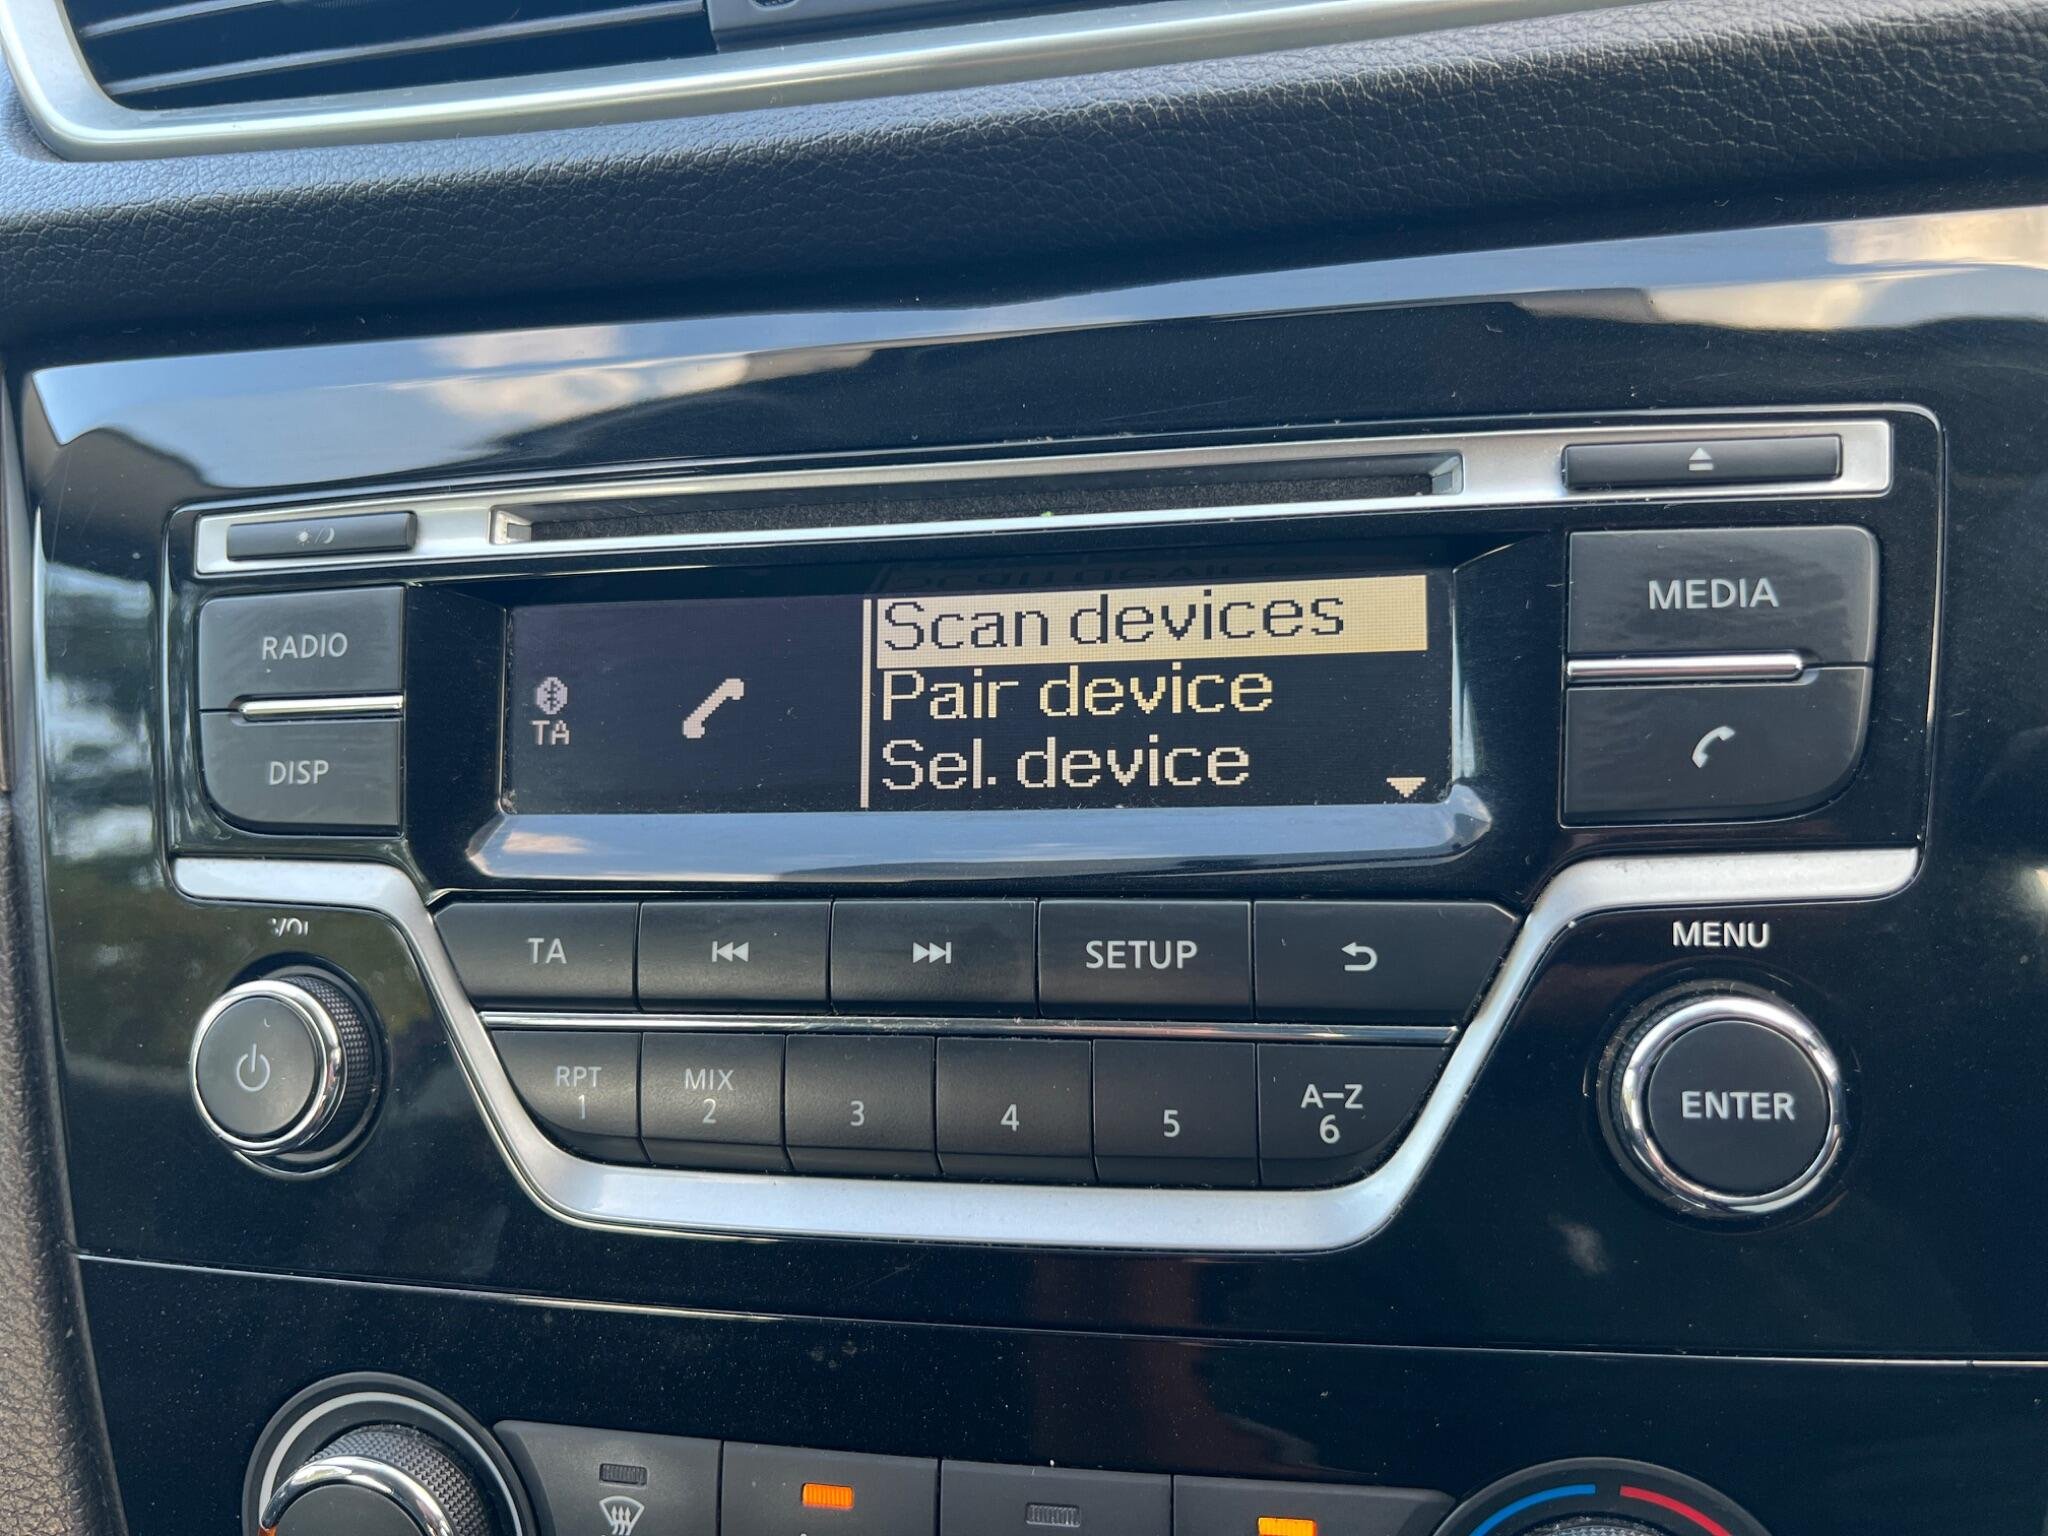 RADIO
DISP
TA
Scan devices
Pair device
Sel. device
MEDIA
VOL
TA
SETUP
MENU
RPT
1
MIX
2
3
4
5
A–Z
6
ENTER